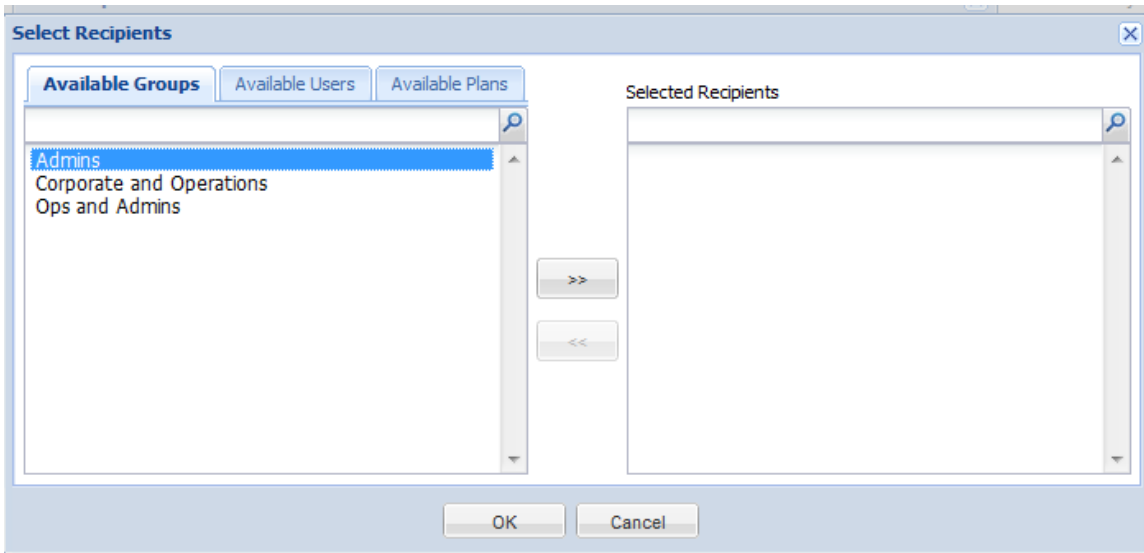 Select Recipients
Available Groups Available Users Available Plans
Selected Recipients
Admins
Corporate and Operations
Ops and Admins
>>
<<
OK Cancel